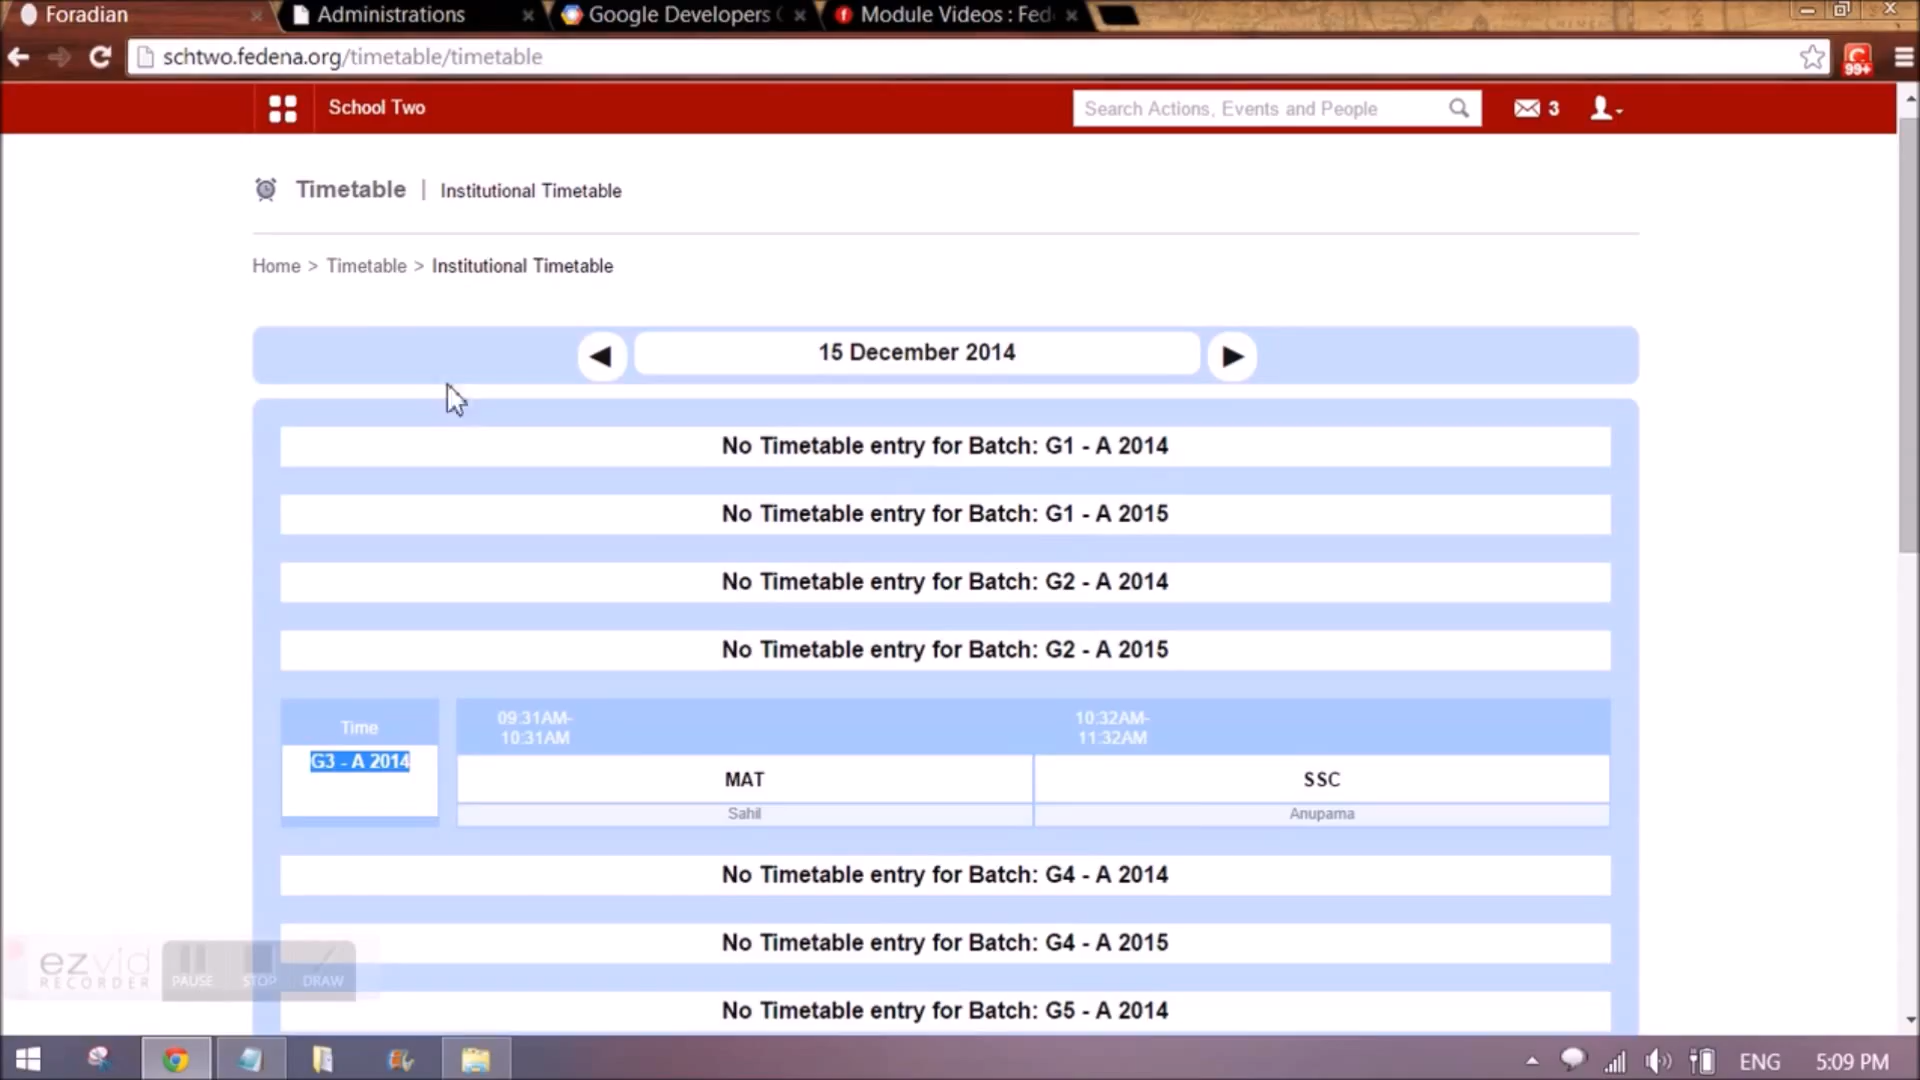 Foradian
Administrations
Google Developers (
Module Videos : Fed
schtwo.fedena.org/timetable/timetable
99+
School Two
Search Actions, Events and People
3
Timetable | Institutional Timetable
Home > Timetable > Institutional Timetable
15 December 2014
No Timetable entry for Batch: G1 - A 2014
No Timetable entry for Batch: G1 - A 2015
No Timetable entry for Batch: G2 - A 2014
No Timetable entry for Batch: G2 - A 2015
Time
G3 - A 2014
09:31AM-
10:31AM
10:32AM-
11:32AM
MAT
SSC
Sahil
Anupama
No Timetable entry for Batch: G4 - A 2014
No Timetable entry for Batch: G4 - A 2015
No Timetable entry for Batch: G5 - A 2014
ezvid
RECORDER
PAUSE
STOP
DRAW
ENG
5:09 PM